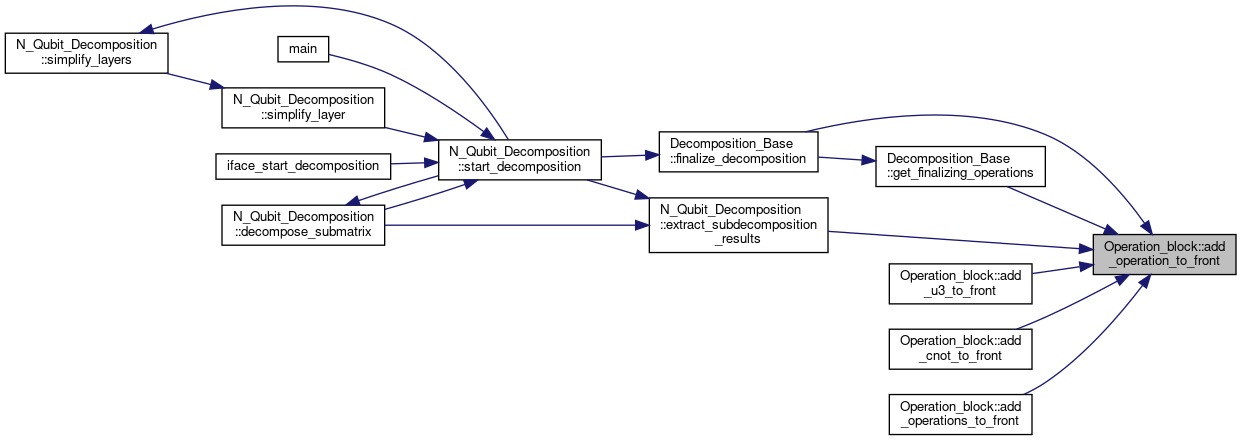 N_Qubit_Decomposition
::simplify_layers
main
N_Qubit_Decomposition
::simplify_layer
iface_start_decomposition
N_Qubit_Decomposition
::decompose_submatrix
N_Qubit_Decomposition
::start_decomposition
Decomposition_Base
::finalize_decomposition
N_Qubit_Decomposition
::extract_subdecomposition
_results
Decomposition_Base
::get_finalizing_operations
Operation_block::add
_u3_to_front
Operation_block::add
_cnot_to_front
Operation_block::add
_operations_to_front
Operation_block::add
_operation_to_front